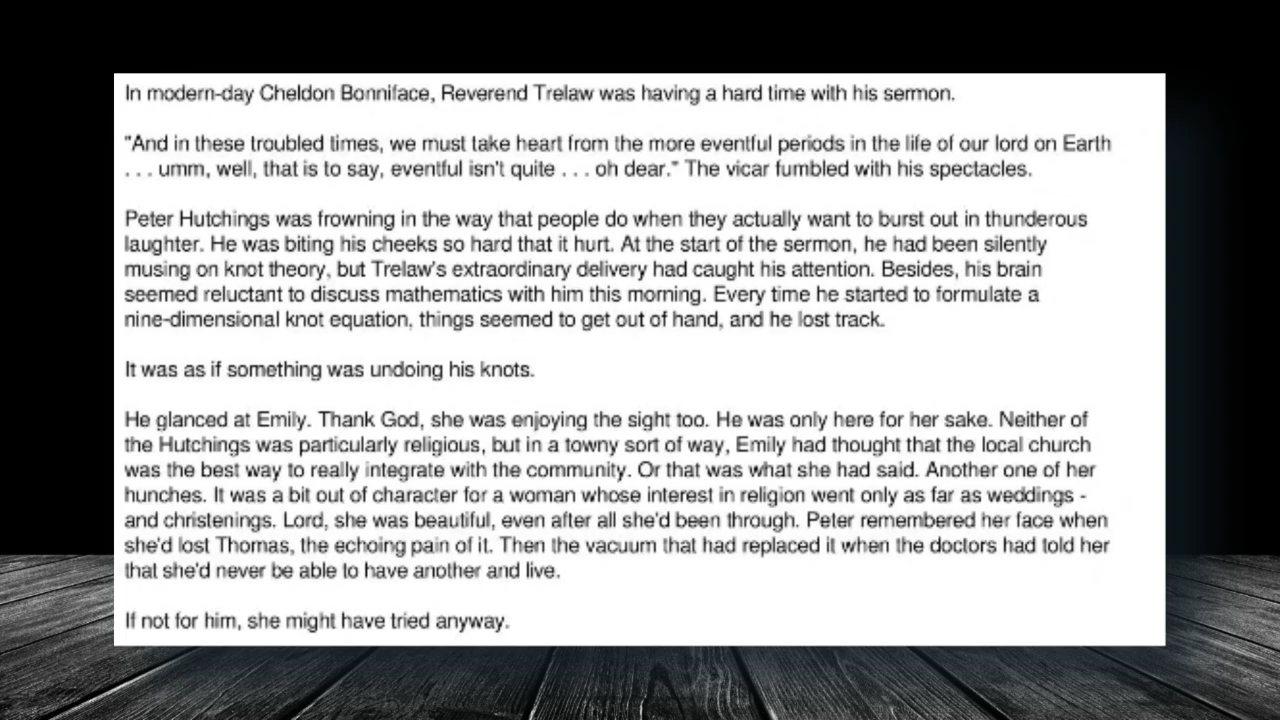 In modern-day Cheldon Bonniface, Reverend Trelaw was having a hard time with his sermon.
"And in these troubled times, we must take heart from the more eventful periods in the life of our lord on Earth
. . . umm, well, that is to say, eventful isn't quite . . . oh dear." The vicar fumbled with his spectacles.
Peter Hutchings was frowning in the way that people do when they actually want to burst out in thunderous
laughter. He was biting his cheeks so hard that it hurt. At the start of the sermon, he had been silently
musing on knot theory, but Trelaw's extraordinary delivery had caught his attention. Besides, his brain
seemed reluctant to discuss mathematics with him this morning. Every time he started to formulate a
nine-dimensional knot equation, things seemed to get out of hand, and he lost track.
It was as if something was undoing his knots.
He glanced at Emily. Thank God, she was enjoying the sight too. He was only here for her sake. Neither of
the Hutchings was particularly religious, but in a towny sort of way, Emily had thought that the local church
was the best way to really integrate with the community. Or that was what she had said. Another one of her
hunches. It was a bit out of character for a woman whose interest in religion went only as far as weddings -
and christenings. Lord, she was beautiful, even after all she'd been through. Peter remembered her face when
she'd lost Thomas, the echoing pain of it. Then the vacuum that had replaced it when the doctors had told her
that she'd never be able to have another and live.
If not for him, she might have tried anyway.